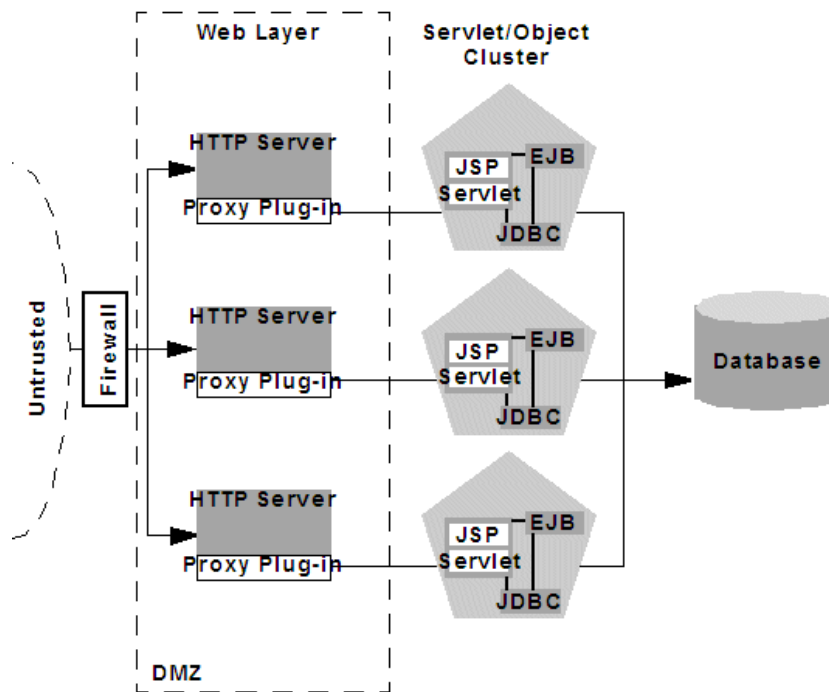 Web Layer
Servlet/Object
Cluster
Untrusted
Firewall
HTTP Server
Proxy Plug-in
JSP
Servlet
EJB
JDBC
HTTP Server
Proxy Plug-in
JSP
Servlet
EJB
JDBC
Database
HTTP Server
Proxy Plug-in
JSP
Servlet
EJB
JDBC
DMZ